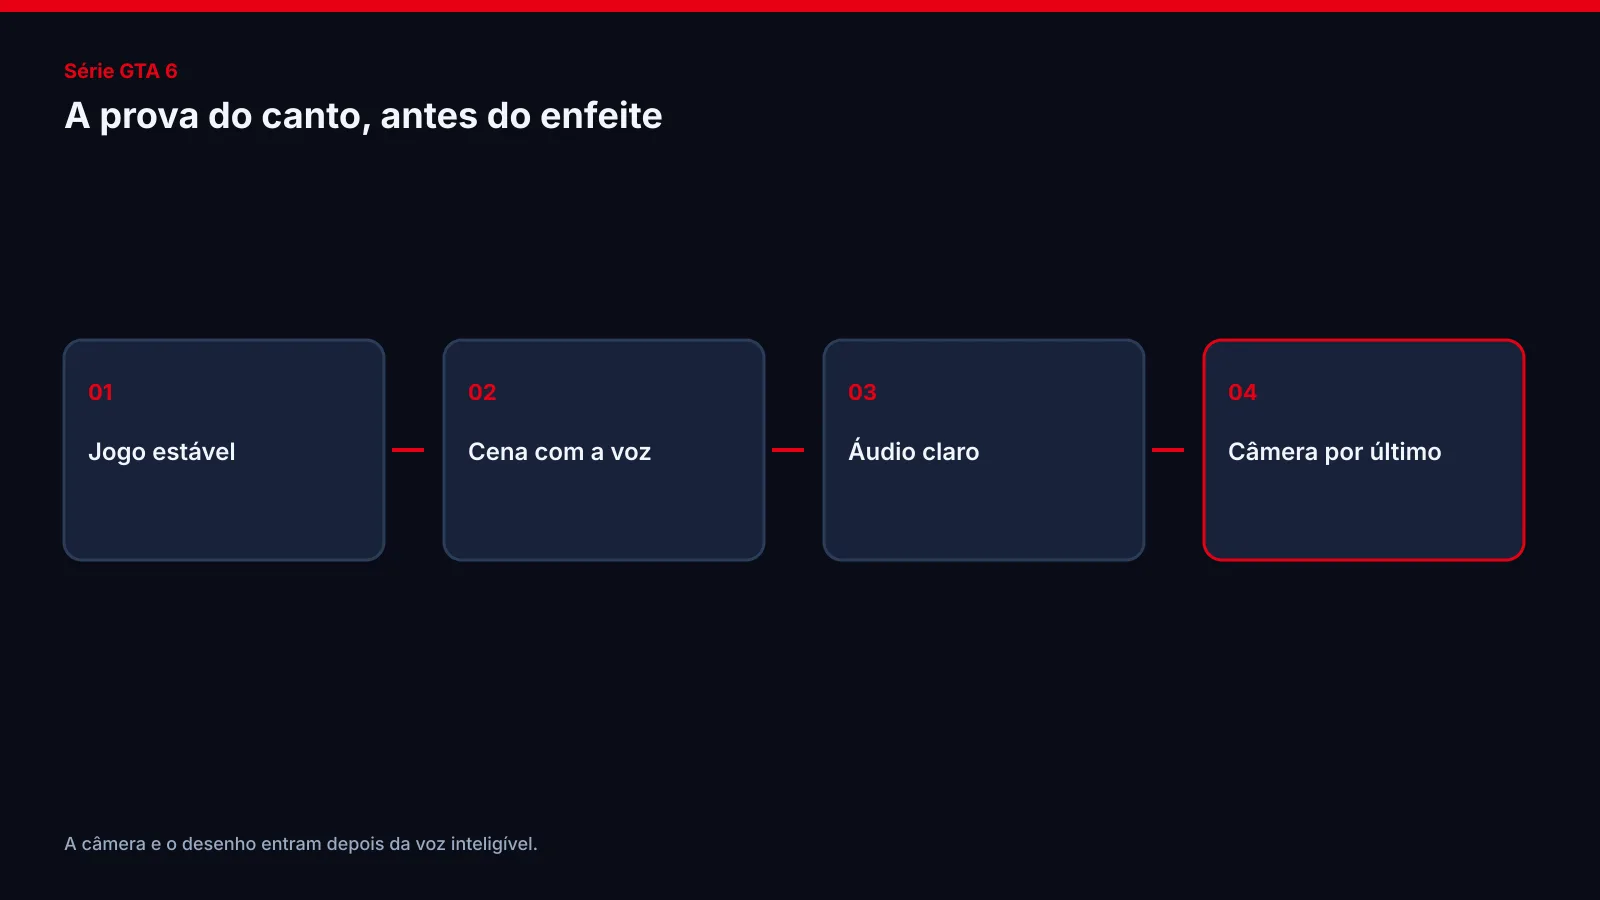 Série GTA 6
A prova do canto, antes do enfeite
01
Jogo estável
02
Cena com a voz
03
Áudio claro
04
Câmera por último
A câmera e o desenho entram depois da voz inteligível.